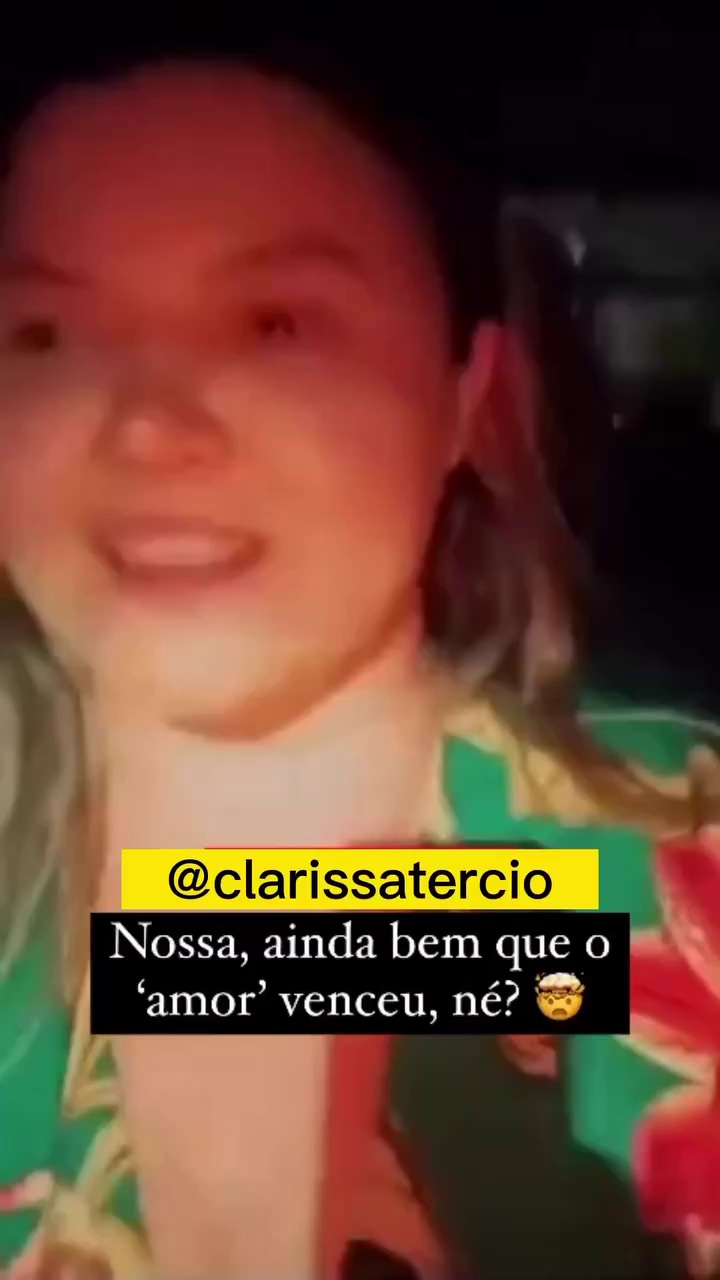 @clarissatercio
Nossa, ainda bem que o
‘amor’ venceu, né? 🤯